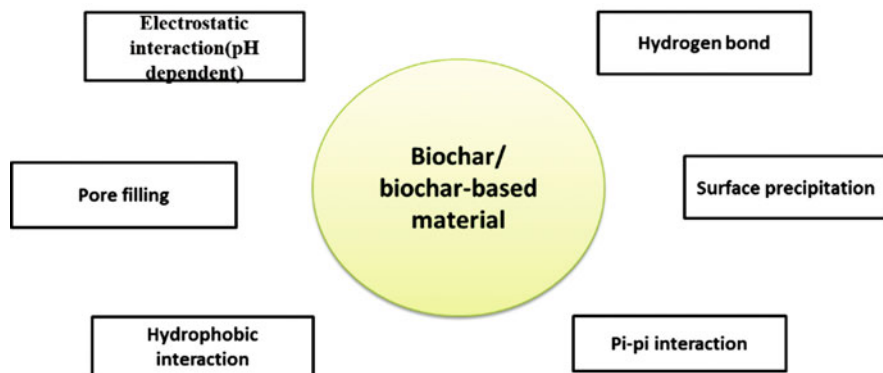 Electrostatic
interaction(pH
dependent)
Hydrogen bond
Biochar/
biochar-based
material
Pore filling
Surface precipitation
Hydrophobic
interaction
Pi-pi interaction